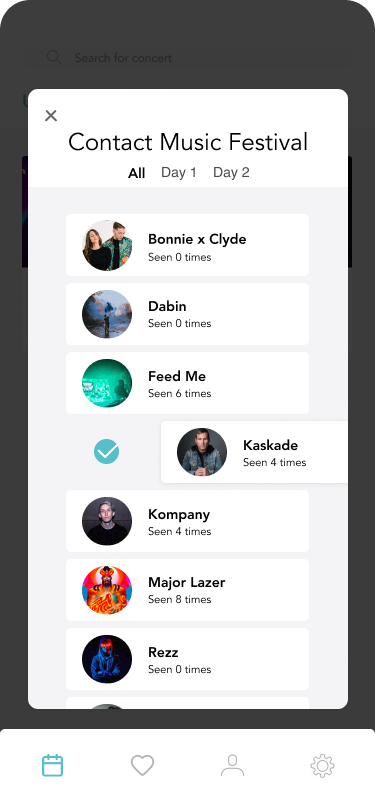 Search for concert
Contact Music Festival
All Day 1 Day 2
Bonnie x Clyde
Seen 0 times
Dabin
Seen 0 times
Feed Me
Seen 6 times
Kaskade
Seen 4 times
Kompany
Seen 4 times
Major Lazer
Seen 8 times
Rezz
Seen 0 times